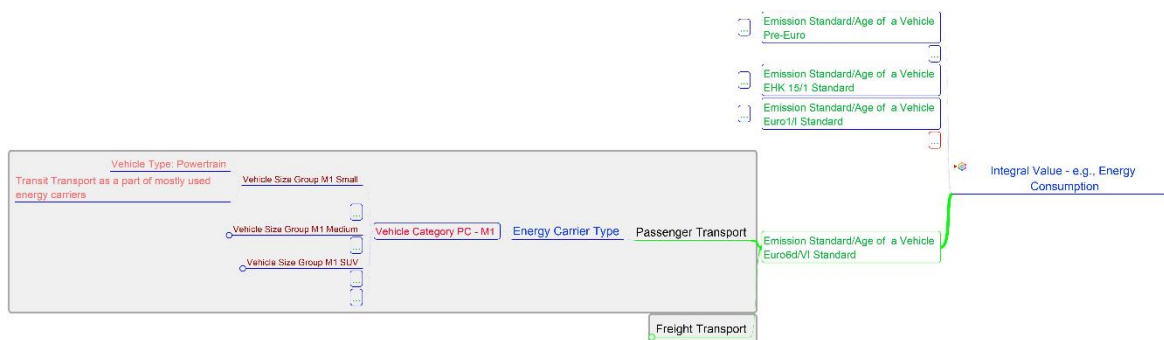 Emission Standard/Age of a Vehicle
Pre-Euro
...
...
Emission Standard/Age of a Vehicle
EHK 15/1 Standard
...
Emission Standard/Age of a Vehicle
Euro1/I Standard
...
...
Integral Value - e.g., Energy
Consumption
Vehicle Type: Powertrain
Transit Transport as a part of mostly used
energy carriers
Vehicle Size Group M1 Small
...
Vehicle Size Group M1 Medium
...
Vehicle Size Group M1 SUV
...
...
Vehicle Category PC - M1
Energy Carrier Type
Passenger Transport
Emission Standard/Age of a Vehicle
Euro6d/VI Standard
Freight Transport